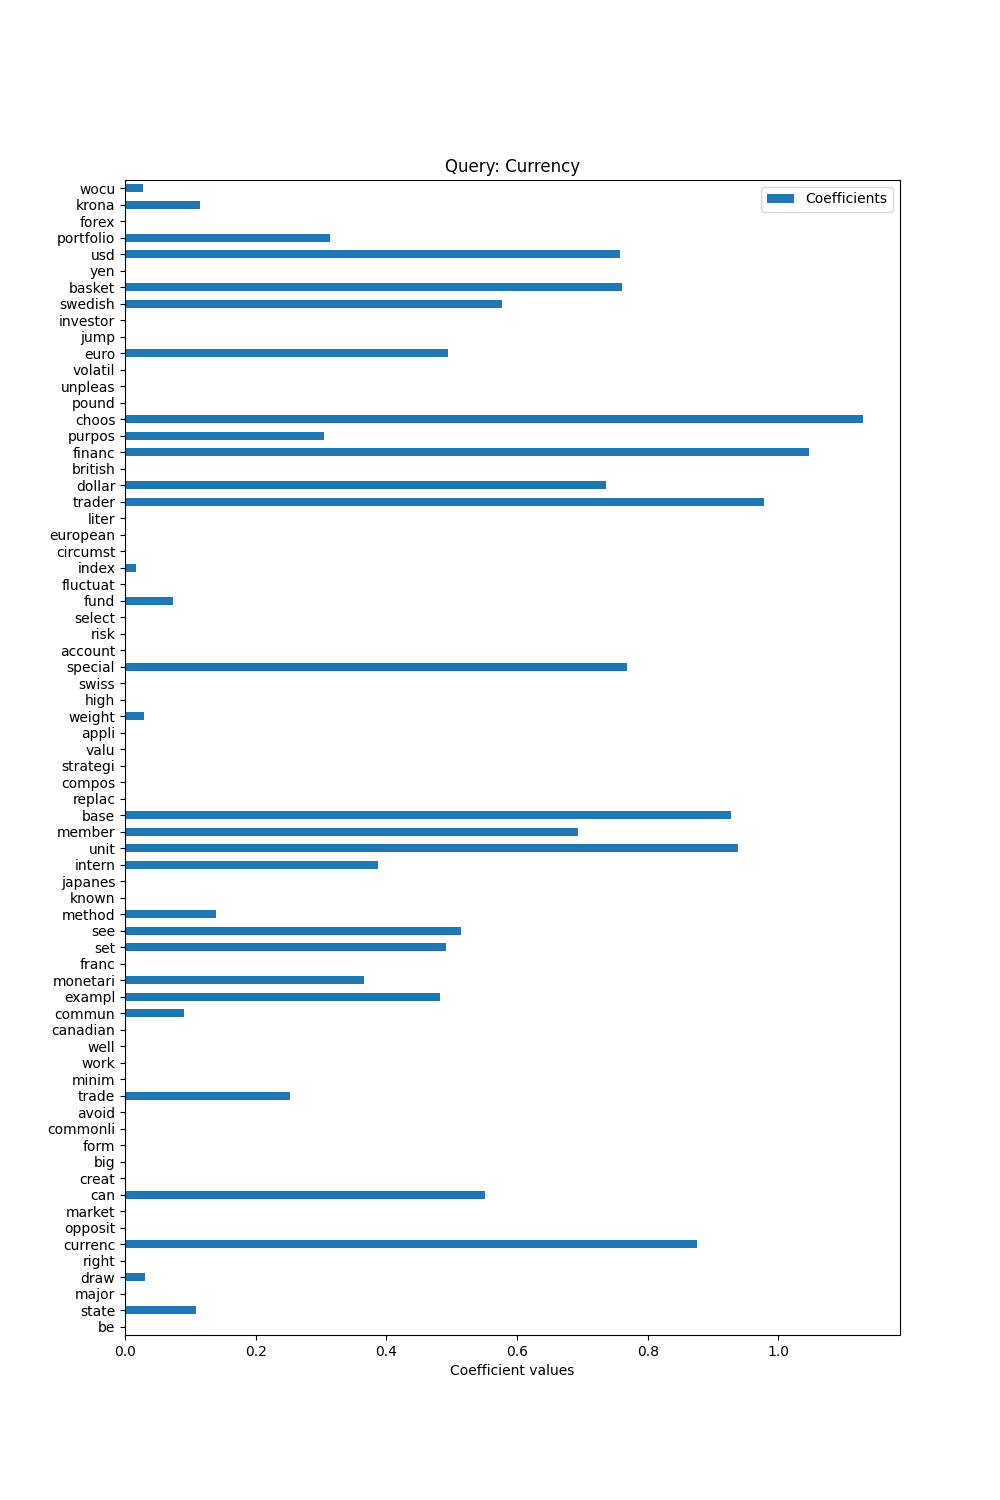 Query: Currency
Coefficients
wocu
krona
forex
portfolio
usd
yen
basket
swedish
investor
jump
euro
volatil
unpleas
pound
choos
purpos
financ
british
dollar
trader
liter
european
circumst
index
fluctuat
fund
select
risk
account
special
swiss
high
weight
appli
valu
strategi
compos
replac
base
member
unit
intern
japanes
known
method
see
set
franc
monetari
exampl
commun
canadian
well
work
minim
trade
avoid
commonli
form
big
creat
can
market
opposit
currenc
right
draw
major
state
be
0.0 0.2 0.4 0.6 0.8 1.0
Coefficient values